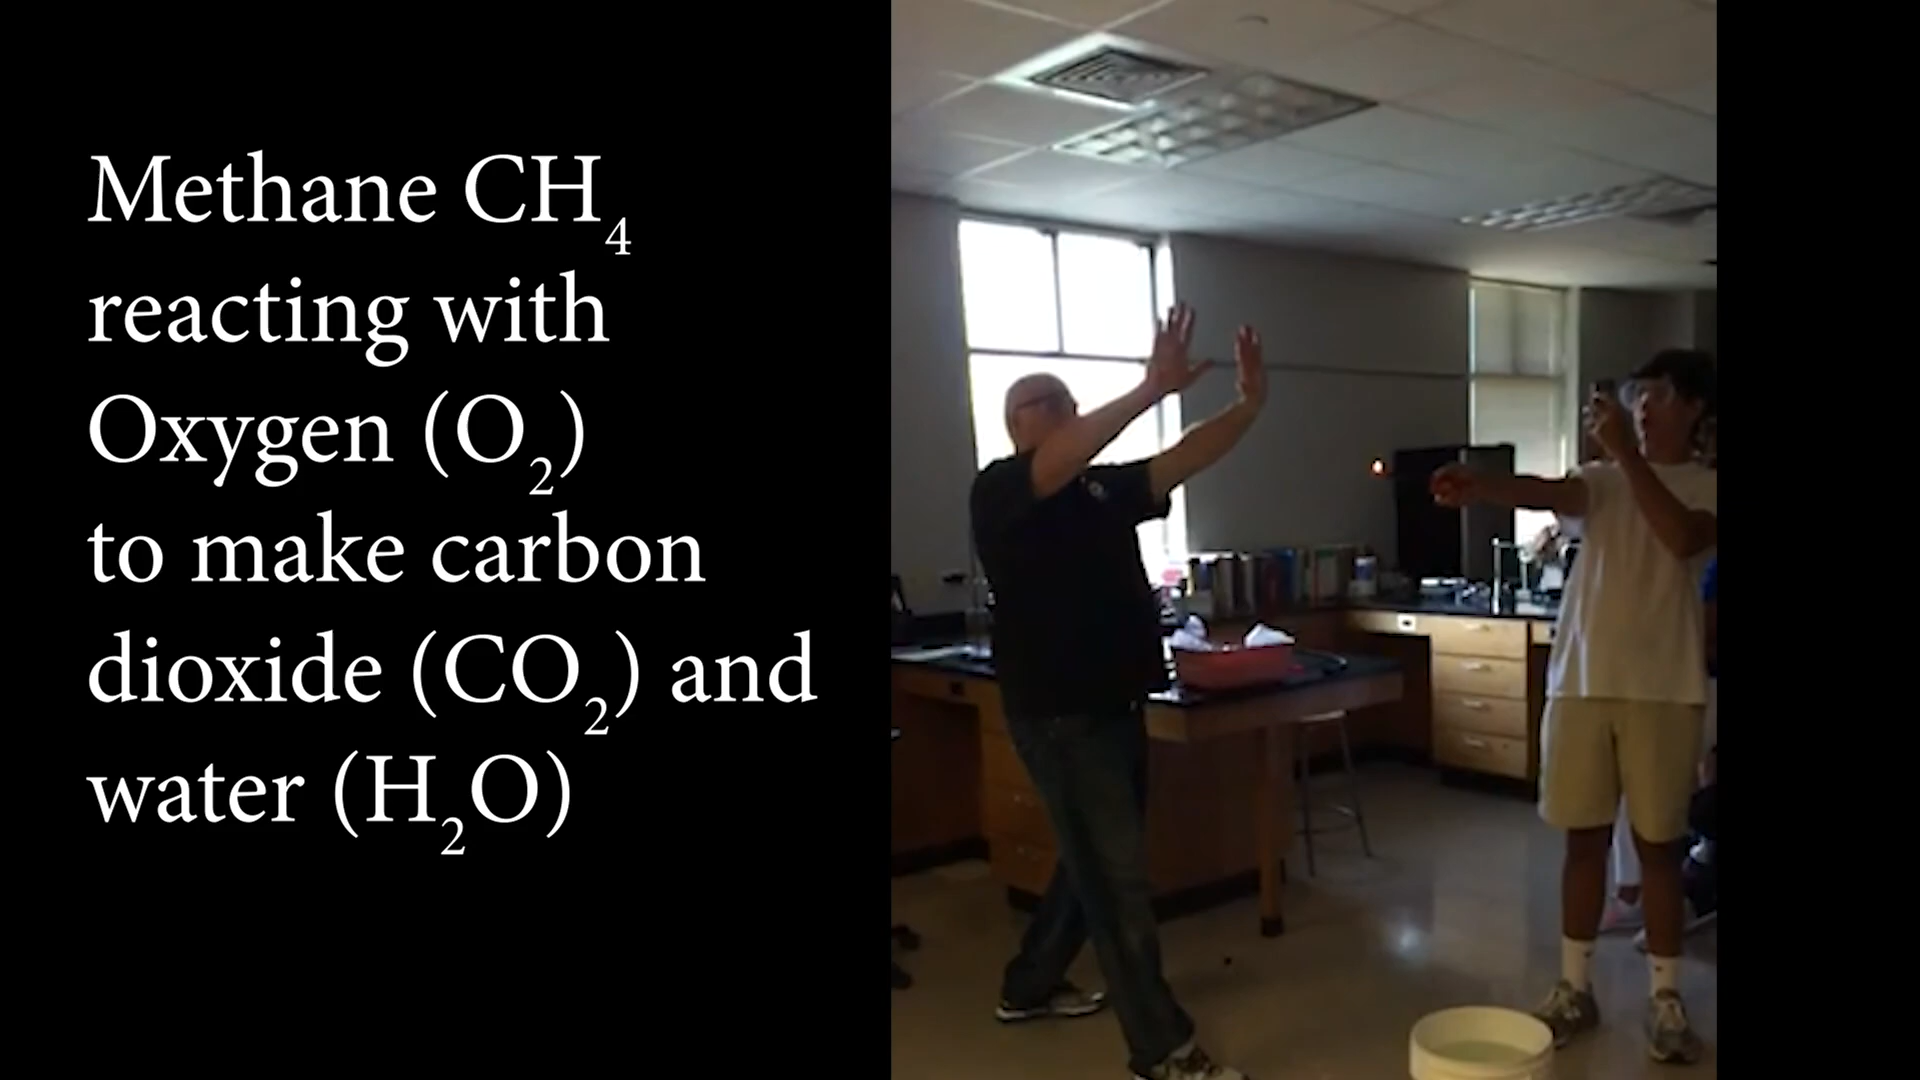 Methane CH₄
reacting with
Oxygen (O₂)
to make carbon
dioxide (CO₂) and
water (H₂O)